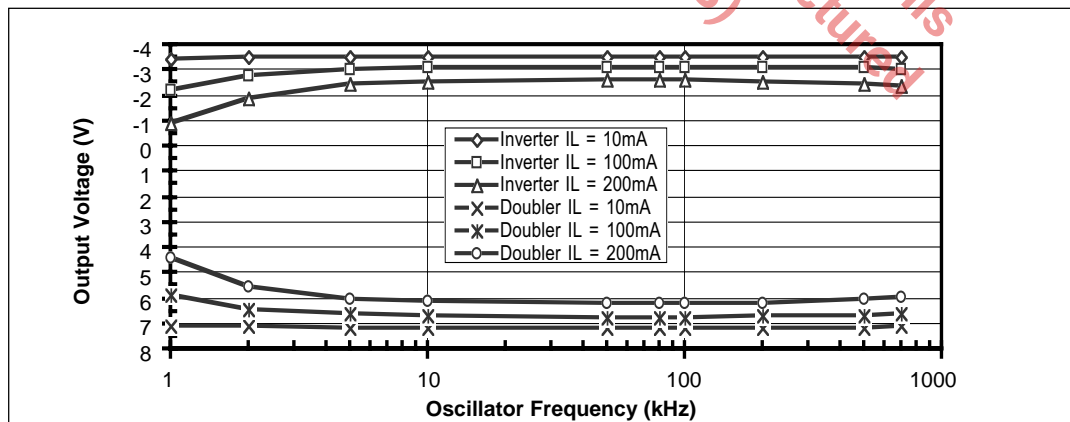 ils
s)
ctured
-4
-3
-2
-1
0
1
2
3
4
5
6
7
8
Output Voltage (V)
Inverter IL = 10mA
Inverter IL = 100mA
Inverter IL = 200mA
Doubler IL = 10mA
Doubler IL = 100mA
Doubler IL = 200mA
1 10 100 1000
Oscillator Frequency (kHz)